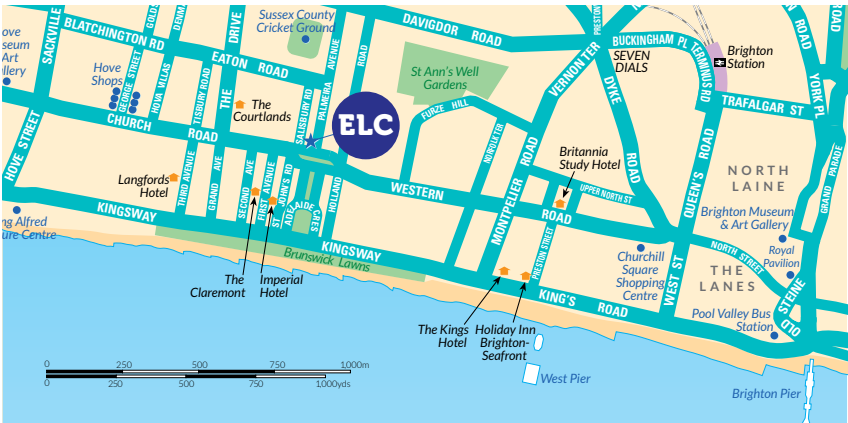 SACKVILLE
BLATCHINGTON RD
DRIVE
Sussex County
Cricket Ground
AVENUE
ROAD
DAVIGDOR ROAD
PRESTON
BUCKINGHAM PL
SEVEN
DIALS
TERMINUS RD
Brighton
Station
ROAD
ROAD
YORK PL
Art
Hove
Shops
GEORGE STREET
HOVA VILLAS
TISBURY ROAD
EATON ROAD
THE
The
Courtlands
SALISBURY RD
PALMEIRA
ELC
St Ann's Well
Gardens
FURZE HILL
VERNON TER
DYKE
ROAD
TRAFALGAR ST
CHURCH ROAD
HOVE STREET
NORFOLK TER
MONTPELIER ROAD
Britannia
Study Hotel
QUEEN'S ROAD
NORTH
LAINE
GRAND PARADE
Langfords
Hotel
THIRD AVENUE
GRAND AVE
SECOND AVE
FIRST AVENUE
ST JOHN'S RD
ADELAIDE CRES
HOLLAND
WESTERN
ROAD
UPPER NORTH ST
Brighton Museum
& Art Gallery
KINGSWAY
ng Alfred
ure Centre
Brunswick Lawns
KINGSWAY
PRESTON STREET
Churchill
Square
Shopping
Centre
WEST ST
NORTH STREET
Royal
Pavilion
THE
LANES
The
Claremont
Imperial
Hotel
KING'S ROAD
OLD STEINE
Pool Valley Bus
Station
The Kings
Hotel
Holiday Inn
Brighton-
Seafront
West Pier
Brighton Pier
0 250 500 750 1000m
0 250 500 750 1000yds